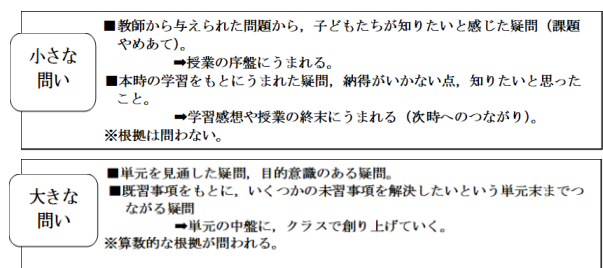 小さな
問い
■教師から与えられた問題から，子どもたちが知りたいと感じた疑問（課題
やめあて）。
➡授業の序盤にうまれる。
■本時の学習をもとにうまれた疑問，納得がいかない点，知りたいと思った
こと。
➡学習感想や授業の終末にうまれる（次時へのつながり）。
※根拠は問わない。
大きな
問い
■単元を見通した疑問，目的意識のある疑問。
■既習事項をもとに，いくつかの未習事項を解決したいという単元末までつ
ながる疑問
➡単元の中盤に，クラスで創り上げていく。
※算数的な根拠が問われる。